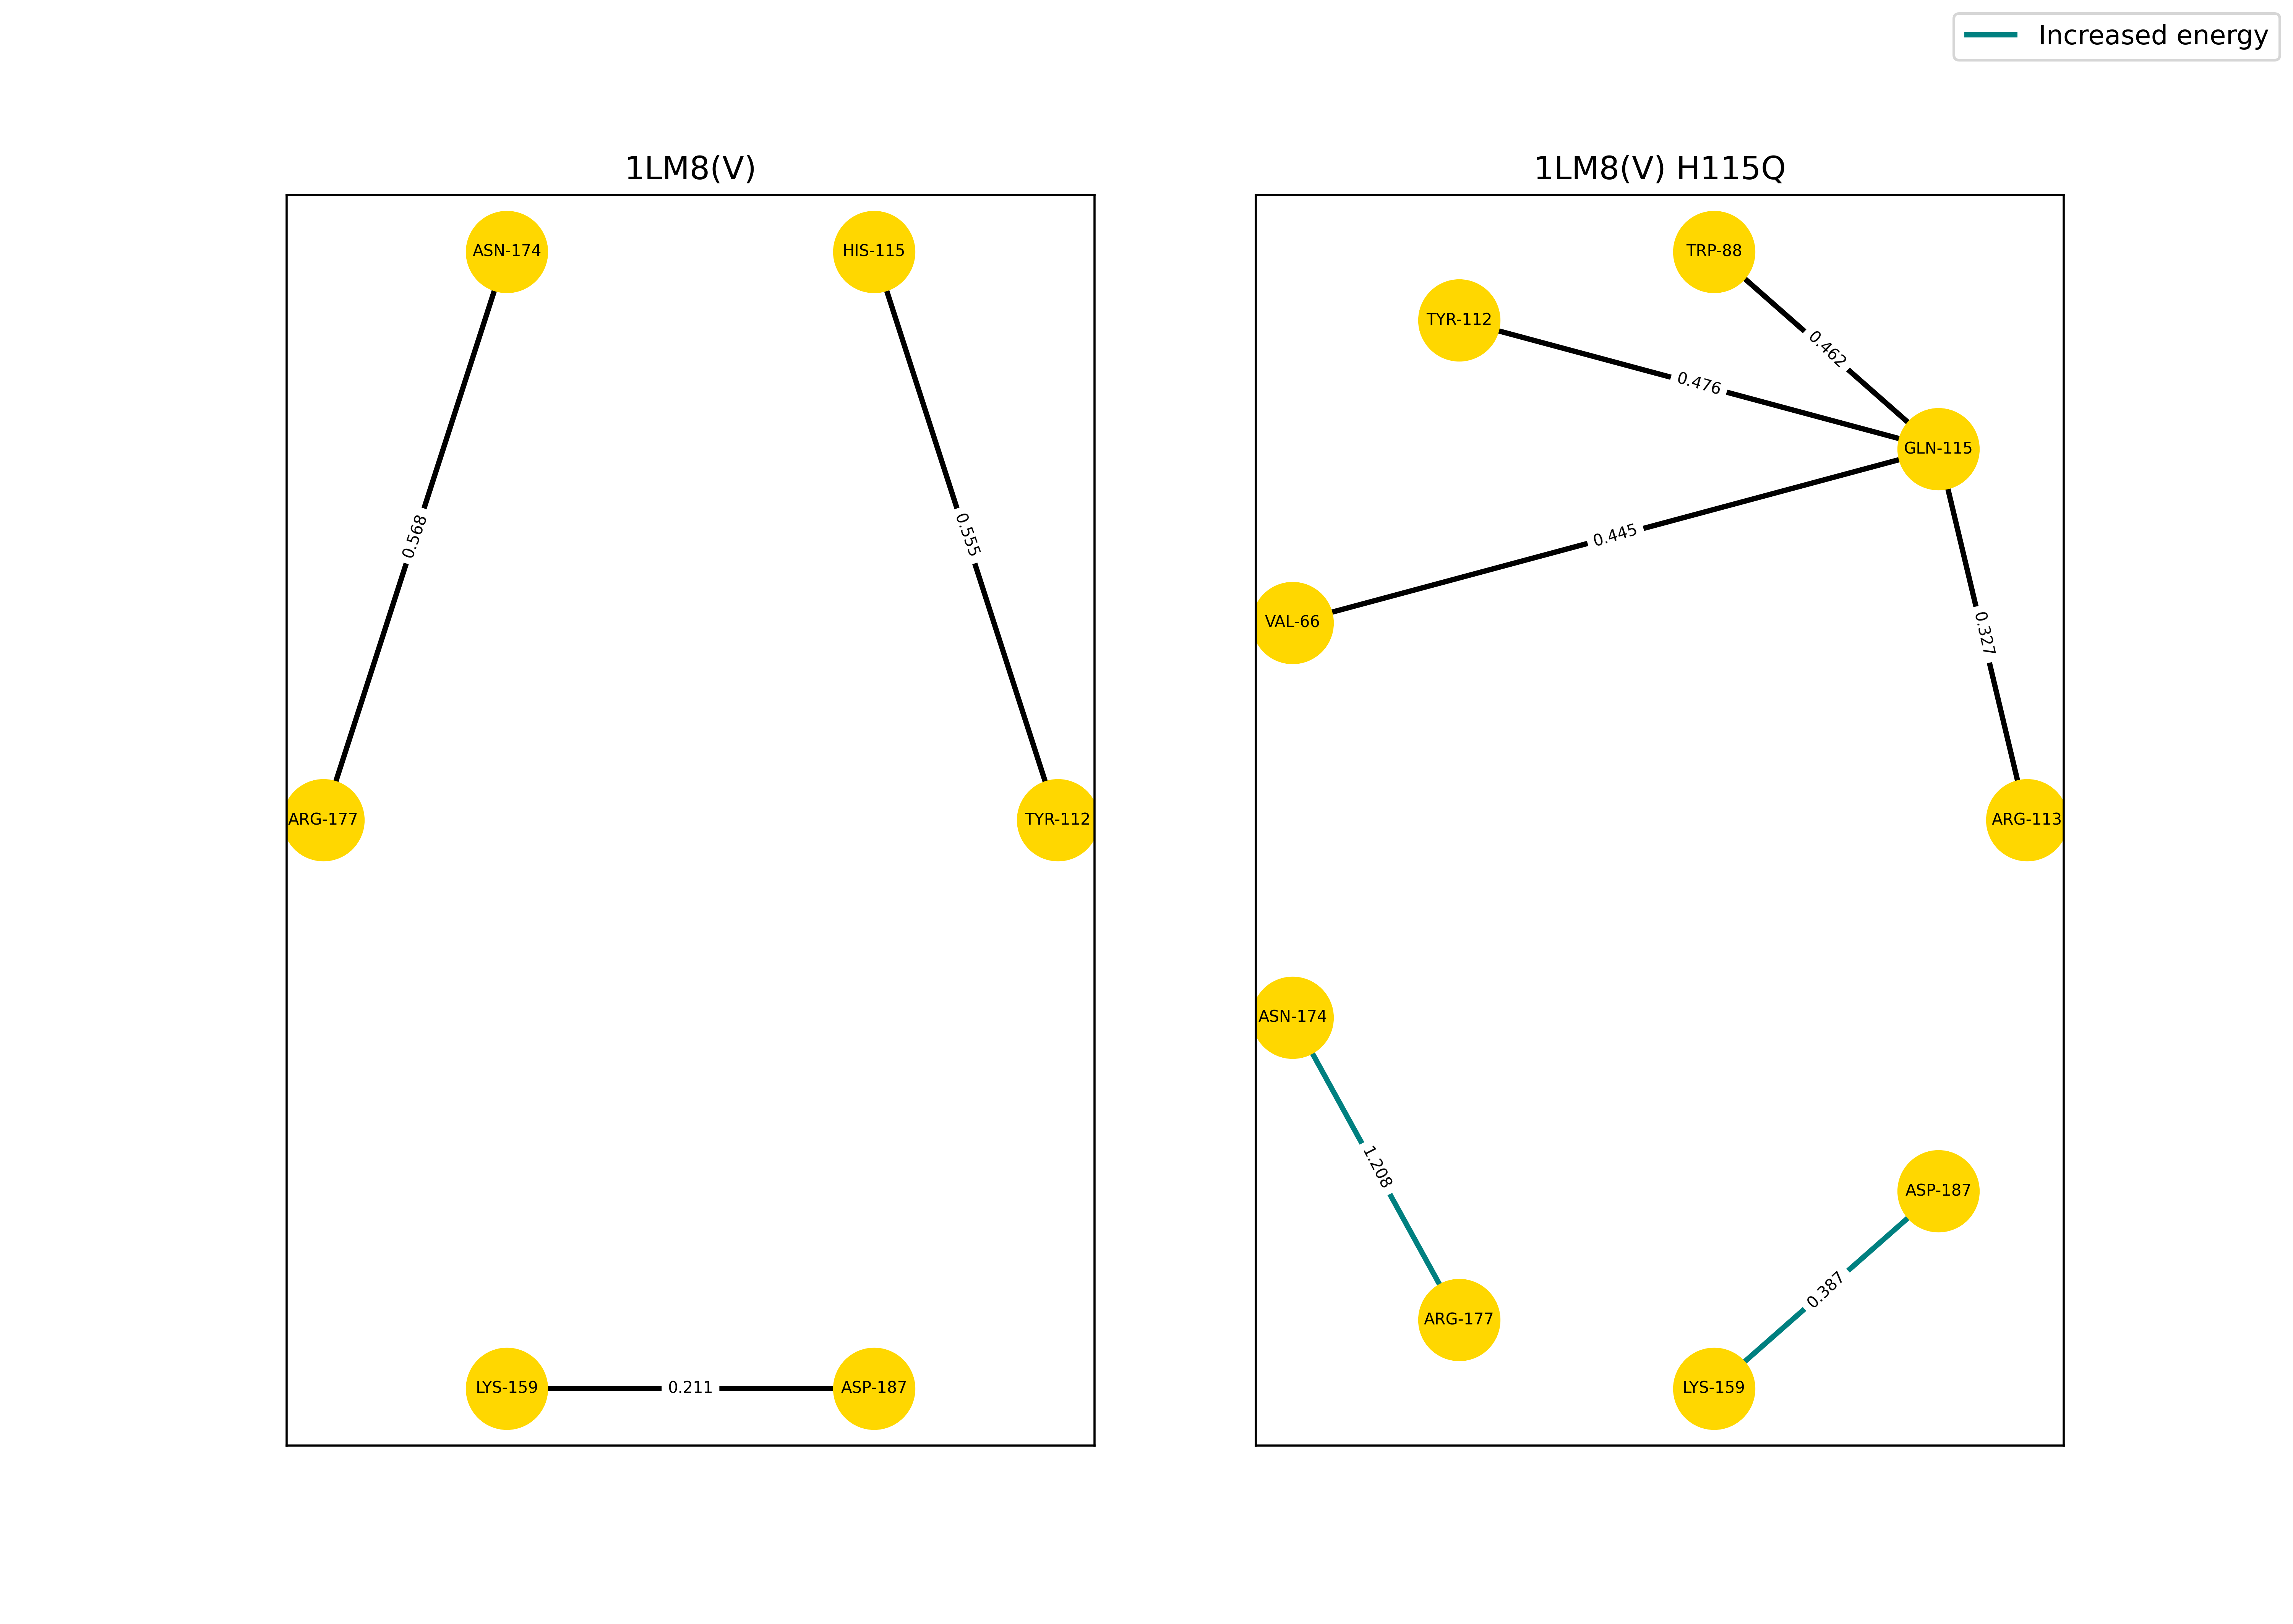 Increased energy
1LM8(V)
ASN-174
HIS-115
0.568
0.555
ARG-177
TYR-112
LYS-159
0.211
ASP-187
1LM8(V) H115Q
TRP-88
TYR-112
0.462
0.476
GLN-115
0.445
VAL-66
0.327
ARG-113
ASN-174
1.208
ASP-187
0.387
ARG-177
LYS-159